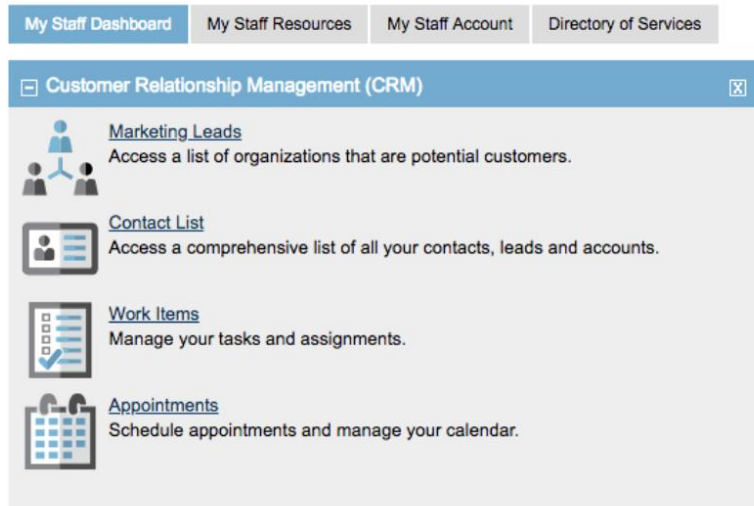 My Staff Dashboard My Staff Resources My Staff Account Directory of Services
Customer Relationship Management (CRM)
Marketing Leads
Access a list of organizations that are potential customers.
Contact List
Access a comprehensive list of all your contacts, leads and accounts.
Work Items
Manage your tasks and assignments.
Appointments
Schedule appointments and manage your calendar.